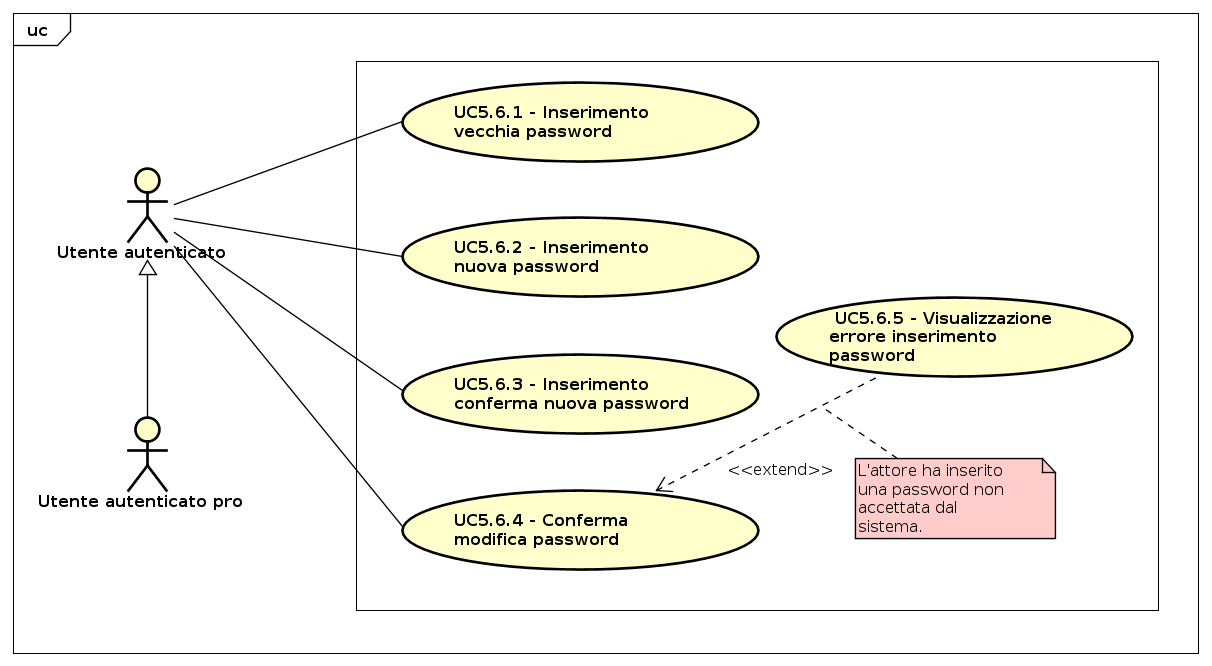 uc
UC5.6.1 - Inserimento
vecchia password
Utente autenticato
UC5.6.2 - Inserimento
nuova password
UC5.6.5 - Visualizzazione
errore inserimento
password
UC5.6.3 - Inserimento
conferma nuova password
<<extend>>
L'attore ha inserito
una password non
accettata dal
sistema.
Utente autenticato pro
UC5.6.4 - Conferma
modifica password